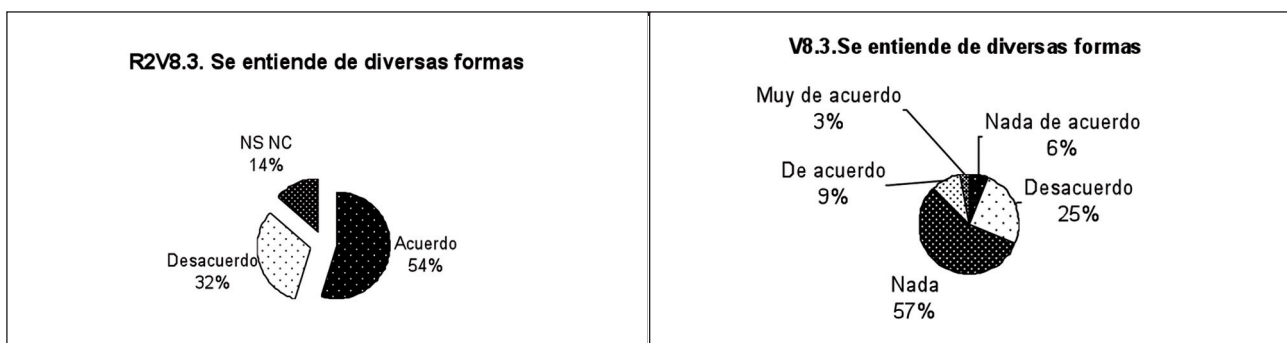 R2V8.3. Se entiende de diversas formas
NS NC
14%
Desacuerdo
32%
Acuerdo
54%
V8.3.Se entiende de diversas formas
Muy de acuerdo
3%
Nada de acuerdo
6%
De acuerdo
9%
Desacuerdo
25%
Nada
57%